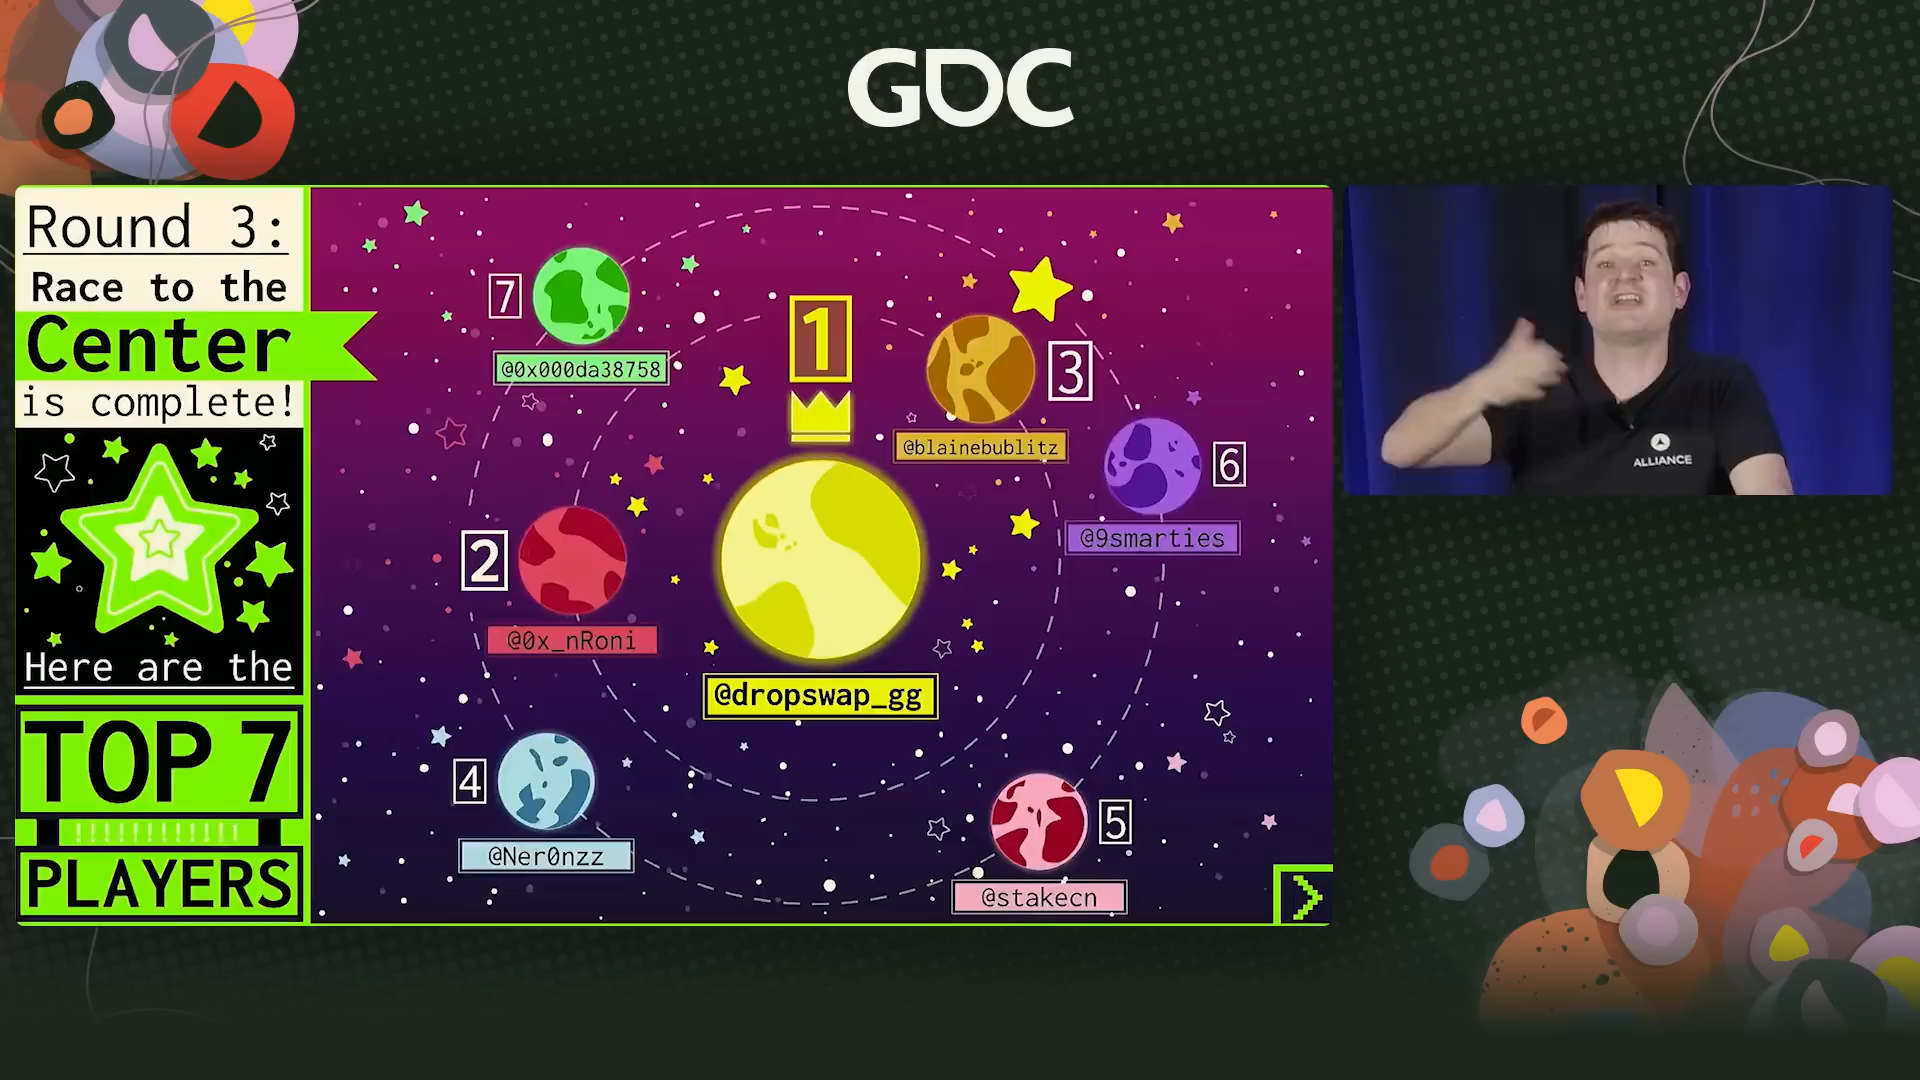 GDC
Round 3:
Race to the
Center
is complete!
Here are the
TOP 7
!!!!!!!!!!
PLAYERS
7
@0x000da38758
1
3
@blainebublitz
6
@9smarties
2
@0x_nRoni
@dropswap_gg
4
@Ner0nzz
5
@stakecn
ALLIANCE